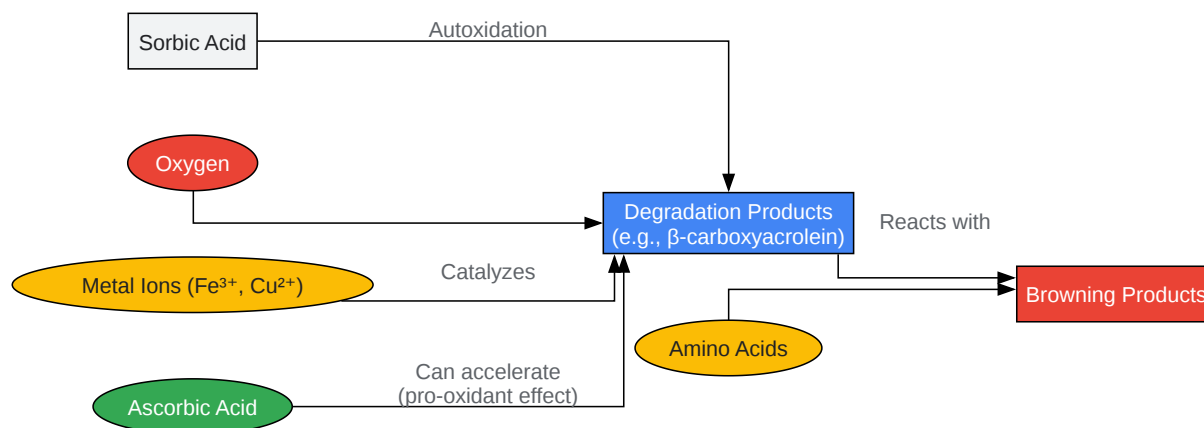 Autoxidation
Sorbic Acid
Oxygen
Degradation Products
(e.g., β-carboxyacrolein)
Reacts with
Catalyzes
Metal Ions (Fe³⁺, Cu²⁺)
Browning Products
Amino Acids
Can accelerate
(pro-oxidant effect)
Ascorbic Acid